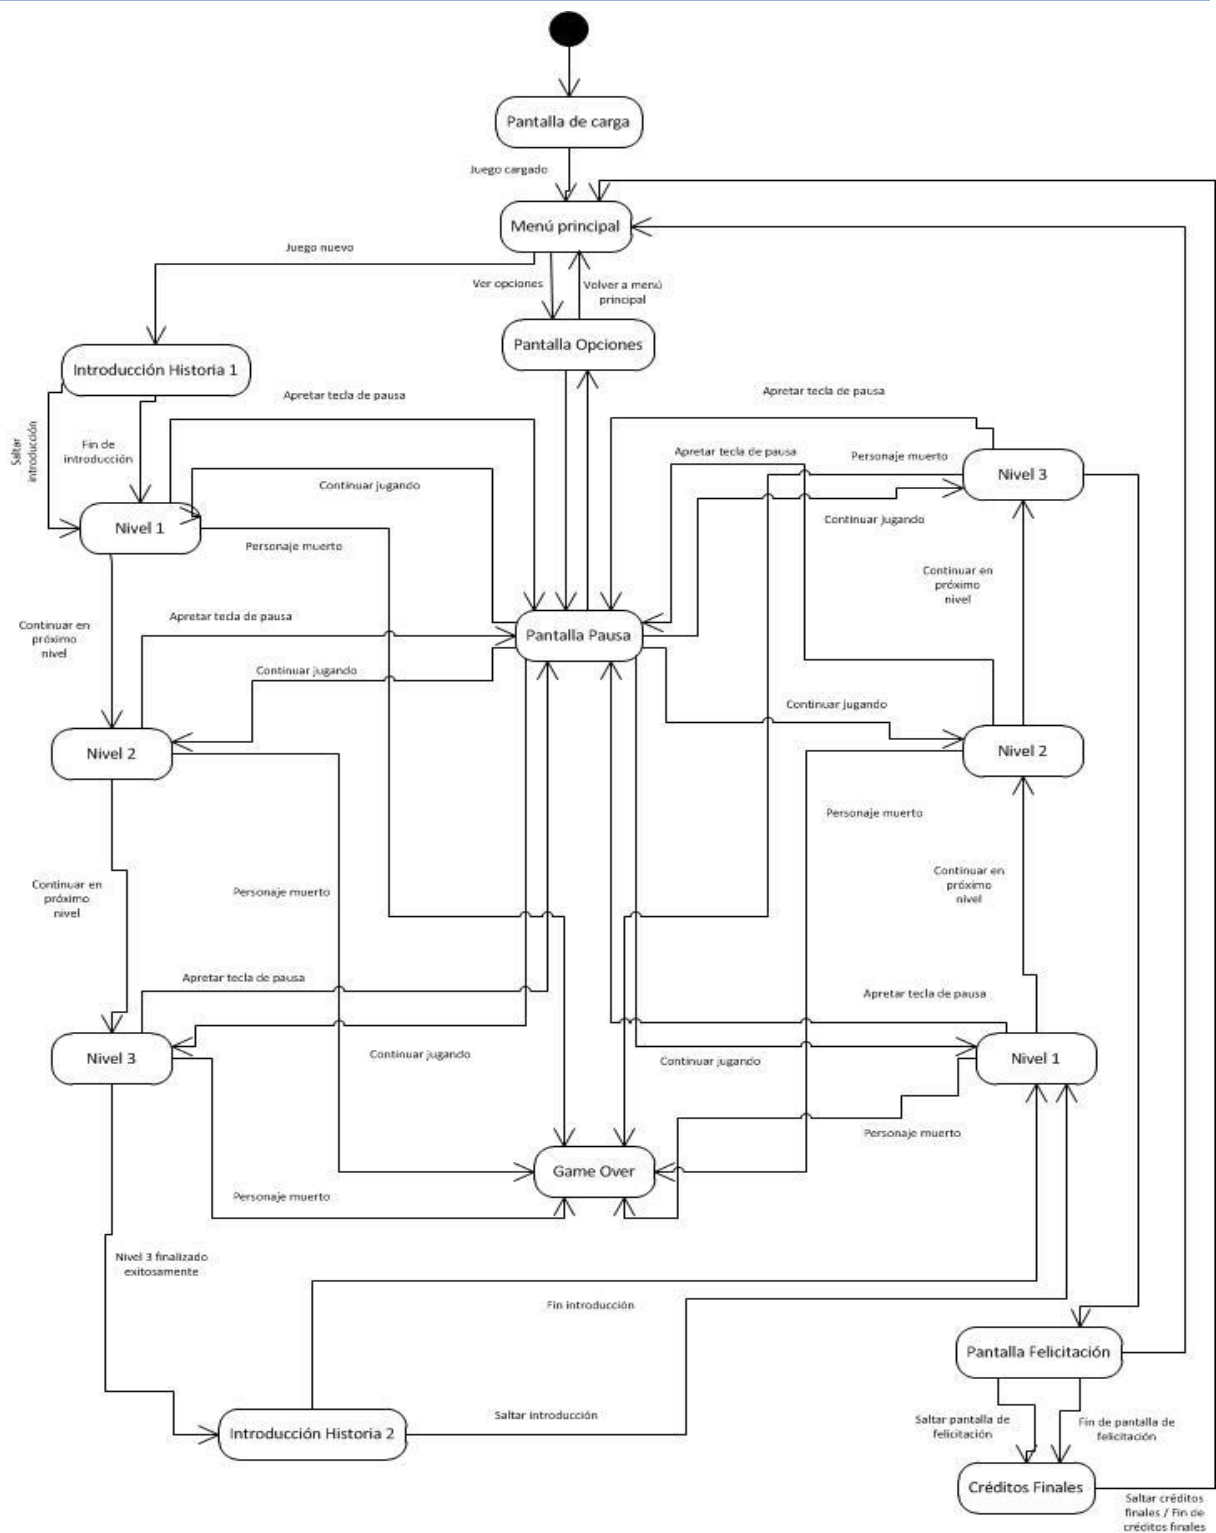 Pantalla de carga
Juego cargado
Menú principal
Juego nuevo
Ver opciones
Volver a menú
principal
Pantalla Opciones
Introducción Historia 1
Apretar tecla de pausa
Apretar tecla de pausa
Saltar
introducción
Fin de
introducción
Apretar tecla de pausa
Personaje muerto
Nivel 3
Continuar jugando
Continuar jugando
Nivel 1
Personaje muerto
Continuar en
próximo
nivel
Continuar en
próximo
nivel
Apretar tecla de pausa
Pantalla Pausa
Continuar jugando
Continuar jugando
Nivel 2
Nivel 2
Personaje muerto
Continuar en
próximo
nivel
Personaje muerto
Continuar en
próximo
nivel
Apretar tecla de pausa
Apretar tecla de pausa
Nivel 3
Continuar jugando
Continuar jugando
Nivel 1
Personaje muerto
Game Over
Personaje muerto
Nivel 3 finalizado
exitosamente
Fin introducción
Pantalla Felicitación
Saltar introducción
Introducción Historia 2
Saltar pantalla de
felicitación
Fin de pantalla de
felicitación
Créditos Finales
Saltar créditos
finales / Fin de
créditos finales